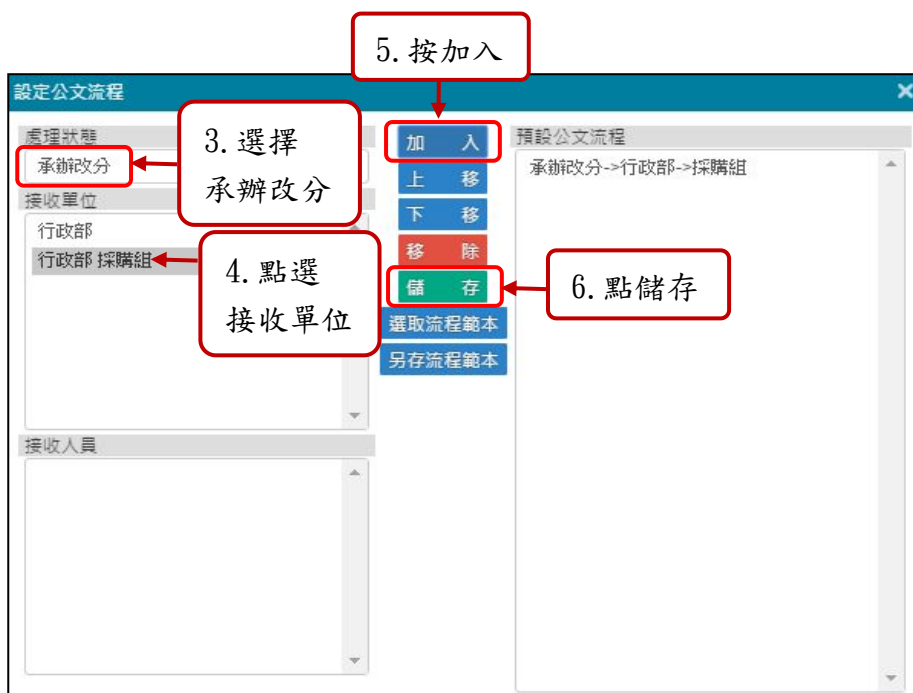 5.按加入
設定公文流程
處理狀態
承辦改分
3.選擇
承辦改分
接收單位
行政部
行政部 採購組
4.點選
接收單位
接收人員
加 入
上 移
下 移
移 除
儲 存
選取流程範本
另存流程範本
6.點儲存
預設公文流程
承辦改分->行政部->採購組